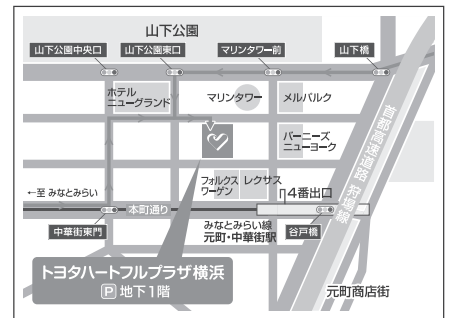 山下公園
山下公園中央口
山下公園東口
マリンタワー前
山下橋
ホテル
ニューグランド
マリンタワー
メルパルク
首都高速道路 狩場線
バーニーズ
ニューヨーク
フォルクス
ワーゲン
レクサス
←至 みなとみらい
4番出口
本町通り
中華街東門
みなとみらい線
元町・中華街駅
谷戸橋
トヨタハートフルプラザ横浜
P 地下1階
元町商店街